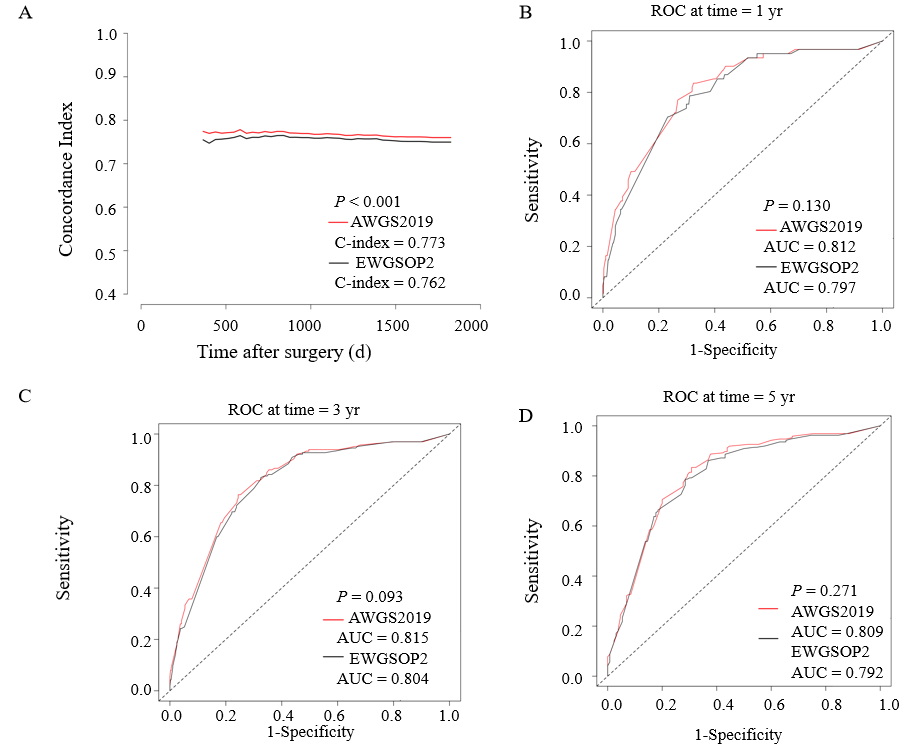 A
1.0
0.9
0.8
0.7
0.6
0.5
0.4
Concordance Index
P < 0.001
AWGS2019
C-index = 0.773
EWGSOP2
C-index = 0.762
0
500
1000
1500
2000
Time after surgery (d)
B
ROC at time = 1 yr
1.0
0.8
0.6
0.4
0.2
0.0
Sensitivity
P = 0.130
AWGS2019
AUC = 0.812
EWGSOP2
AUC = 0.797
0.0
0.2
0.4
0.6
0.8
1.0
1-Specificity
C
ROC at time = 3 yr
1.0
0.8
0.6
0.4
0.2
0.0
Sensitivity
P = 0.093
AWGS2019
AUC = 0.815
EWGSOP2
AUC = 0.804
0.0
0.2
0.4
0.6
0.8
1.0
1-Specificity
D
ROC at time = 5 yr
1.0
0.8
0.6
0.4
0.2
0.0
Sensitivity
P = 0.271
AWGS2019
AUC = 0.809
EWGSOP2
AUC = 0.792
0.0
0.2
0.4
0.6
0.8
1.0
1-Specificity